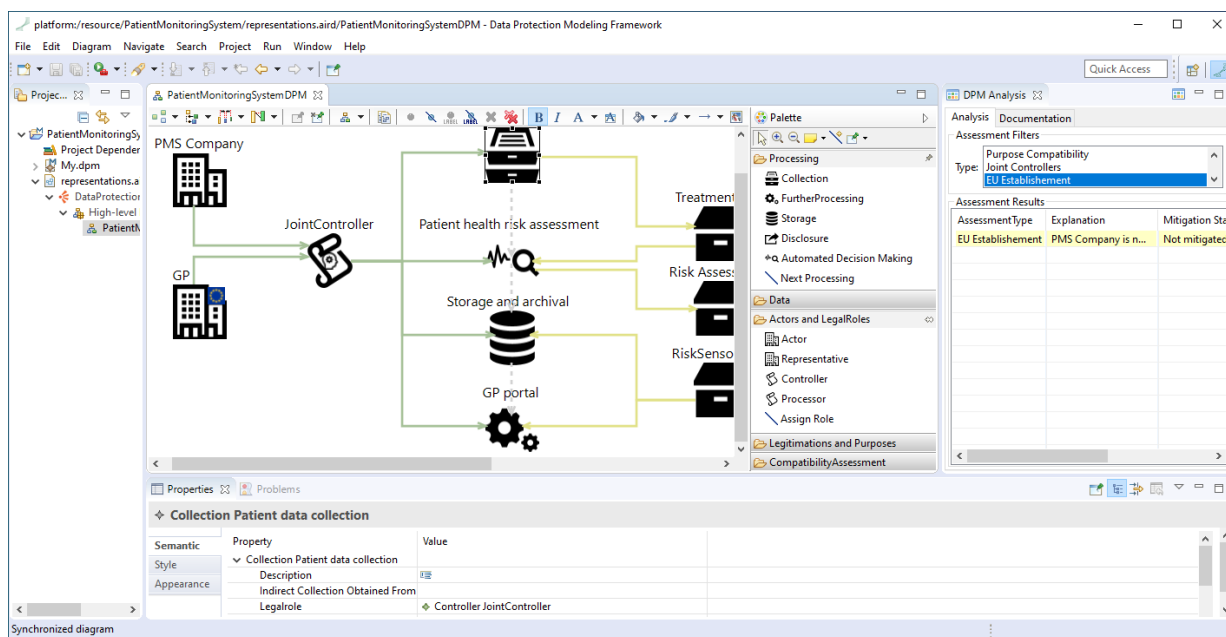 platform:/resource/PatientMonitoringSystem/representations.aird/PatientMonitoringSystemDPM - Data Protection Modeling Framework
File Edit Diagram Navigate Search Project Run Window Help
Quick Access
Projec...
PatientMonitoringSy
Project Depender
My.dpm
representations.a
DataProtection
High-level
PatientM
PatientMonitoringSystemDPM
LABEL LABEL B I A
PMS Company
GP
JointController
Patient health risk assessment
Storage and archival
GP portal
Treatment
Risk Assess
RiskSenso
Palette
Processing
Collection
FurtherProcessing
Storage
Disclosure
Automated Decision Making
Next Processing
Data
Actors and LegalRoles
Actor
Representative
Controller
Processor
Assign Role
Legitimations and Purposes
CompatibilityAssessment
DPM Analysis
Analysis Documentation
Assessment Filters
Type:
Purpose Compatibility
Joint Controllers
EU Establishement
Assessment Results
AssessmentType Explanation Mitigation Sta
EU Establishement PMS Company is n... Not mitigated
Properties Problems
Collection Patient data collection
Semantic
Style
Appearance
Property Value
Collection Patient data collection
Description
Indirect Collection Obtained From
Legalrole Controller JointController
Synchronized diagram